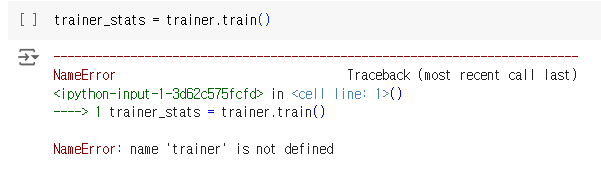 [ ] trainer_stats = trainer.train()
---------------------------------------------------------------------------
NameError                                 Traceback (most recent call last)
<ipython-input-1-3d62c575fcfd> in <cell line: 1>()
----> 1 trainer_stats = trainer.train()

NameError: name 'trainer' is not defined